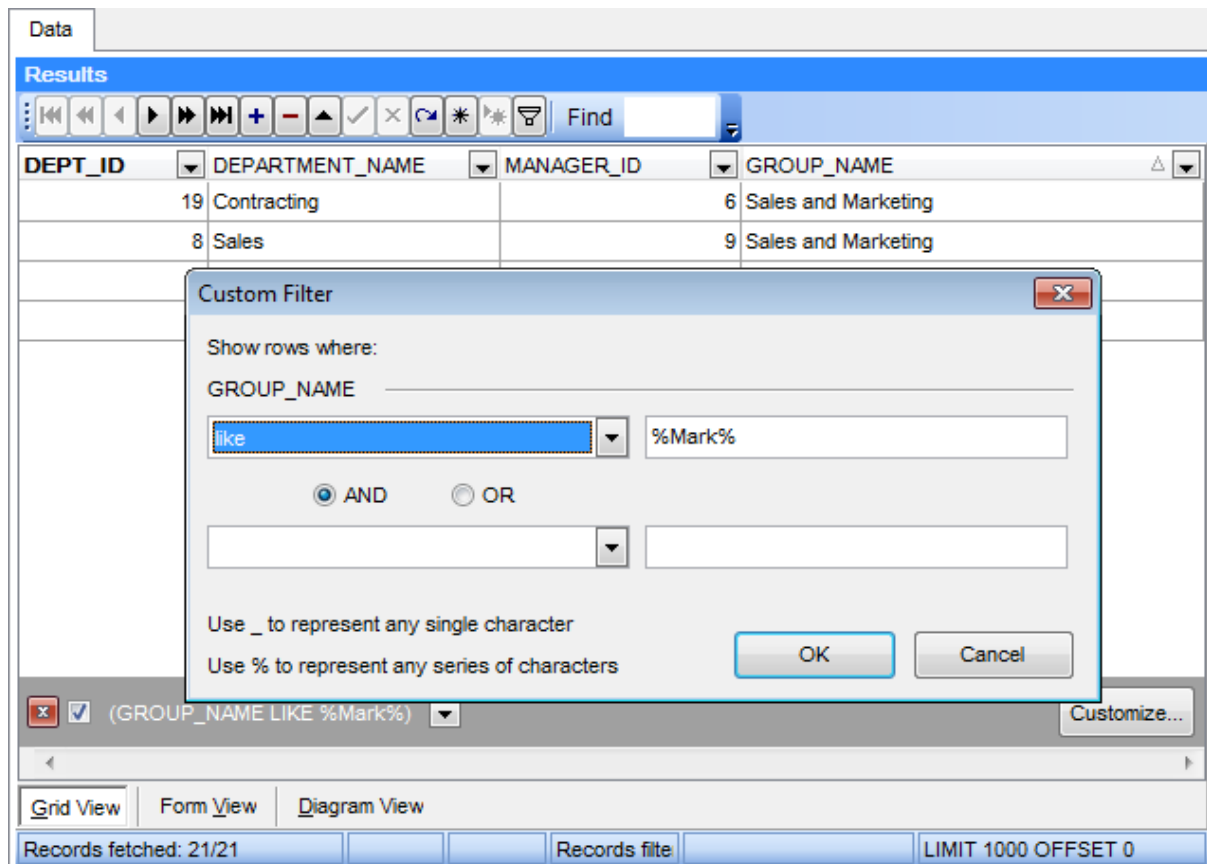 Data
Results
Find
DEPT_ID DEPARTMENT_NAME MANAGER_ID GROUP_NAME
19 Contracting 6 Sales and Marketing
8 Sales 9 Sales and Marketing
Custom Filter
Show rows where:
GROUP_NAME
like %Mark%
AND OR
Use _ to represent any single character
Use % to represent any series of characters
OK Cancel
(GROUP_NAME LIKE %Mark%) Customize...
Grid View Form View Diagram View
Records fetched: 21/21 Records filte LIMIT 1000 OFFSET 0